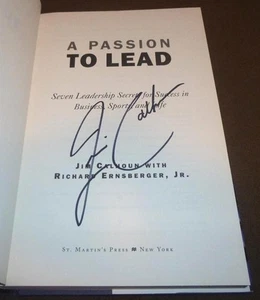 A PASSION
TO LEAD
Seven Leadership Secrets for Success in
Business, Sports, and Life
JIM CALHOUN WITH
RICHARD ERNSBERGER, JR.
ST. MARTIN'S PRESS NEW YORK